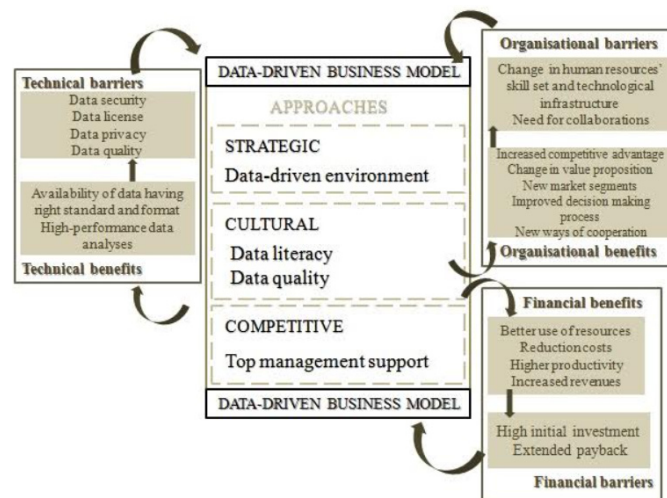 Technical barriers
Data security
Data license
Data privacy
Data quality
Availability of data having
right standard and format
High-performance data
analyses
Technical benefits
DATA-DRIVEN BUSINESS MODEL
APPROACHES
STRATEGIC
Data-driven environment
CULTURAL
Data literacy
Data quality
COMPETITIVE
Top management support
DATA-DRIVEN BUSINESS MODEL
Organisational barriers
Change in human resources'
skill set and technological
infrastructure
Need for collaborations
Increased competitive advantage
Change in value proposition
New market segments
Improved decision making
process
New ways of cooperation
Organisational benefits
Financial benefits
Better use of resources
Reduction costs
Higher productivity
Increased revenues
High initial investment
Extended payback
Financial barriers